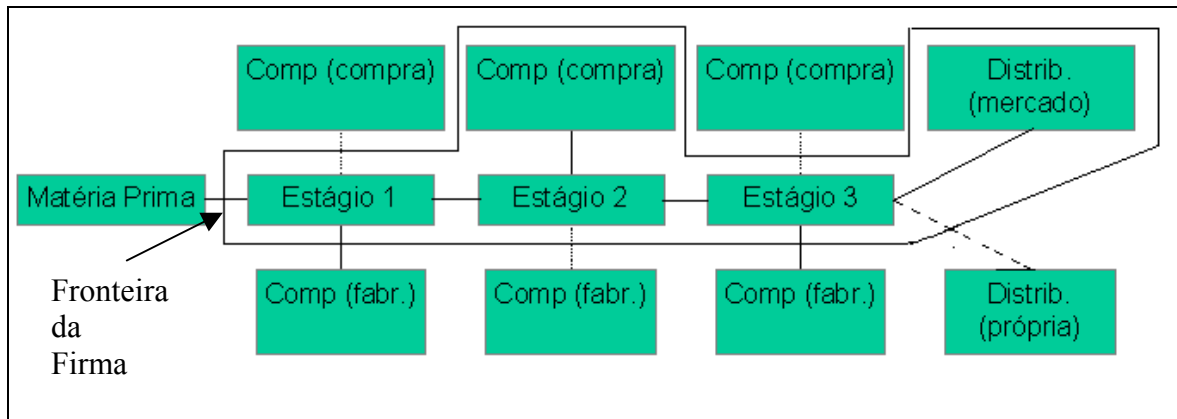 Comp (compra)
Comp (compra)
Comp (compra)
Distrib.
(mercado)
Matéria Prima
Estágio 1
Estágio 2
Estágio 3
Fronteira
da
Firma
Comp (fabr.)
Comp (fabr.)
Comp (fabr.)
Distrib.
(própria)